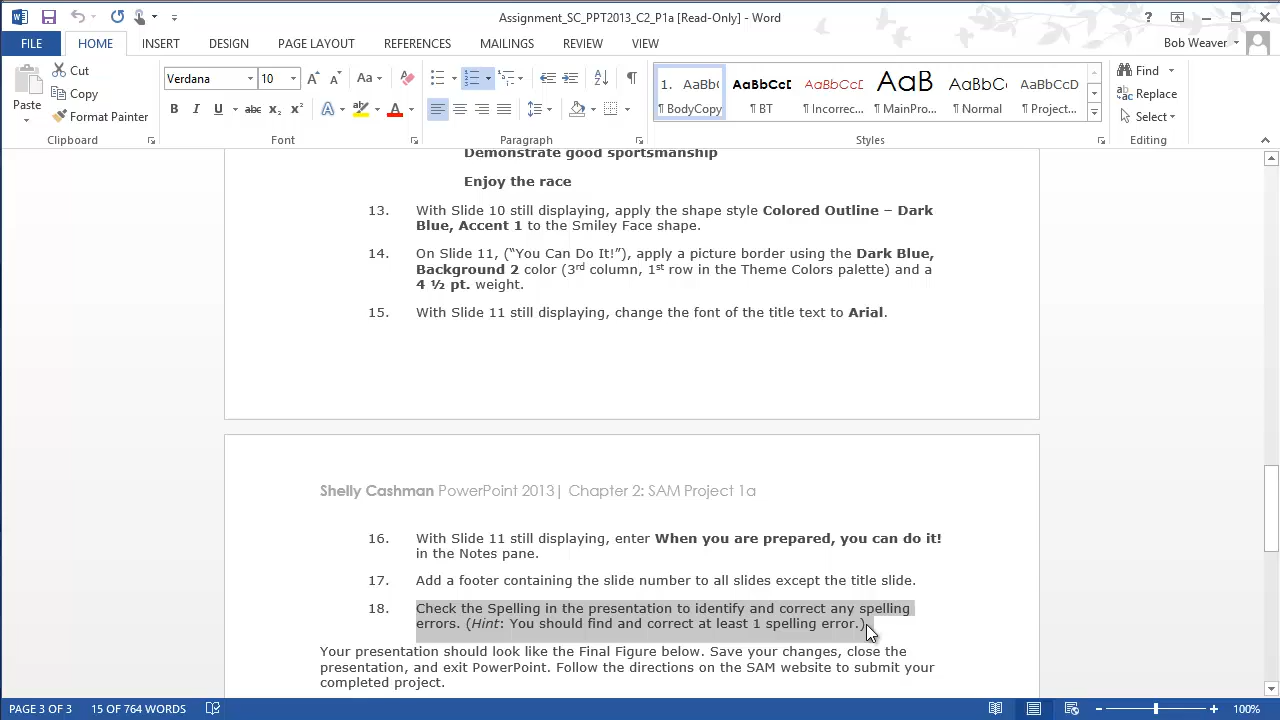 Assignment_SC_PPT2013_C2_P1a [Read-Only] - Word
FILE HOME INSERT DESIGN PAGE LAYOUT REFERENCES MAILINGS REVIEW VIEW Bob Weaver
Paste
Cut
Copy
Format Painter
Clipboard
Verdana 10
Aa
B I U abc x₂ x²
A A
Font
Paragraph
1. AaBb( AaBbCcD AaBbCcD AaB AaBbC AaBbCcD
¶ BodyCopy ¶ BT ¶ Incorrec... ¶ MainPro... ¶ Normal ¶ Project...
Styles
Find
Replace
Select
Editing
Demonstrate good sportsmanship
Enjoy the race
13. With Slide 10 still displaying, apply the shape style Colored Outline – Dark
Blue, Accent 1 to the Smiley Face shape.
14. On Slide 11, (“You Can Do It!”), apply a picture border using the Dark Blue,
Background 2 color (3rd column, 1st row in the Theme Colors palette) and a
4 ½ pt. weight.
15. With Slide 11 still displaying, change the font of the title text to Arial.
Shelly Cashman PowerPoint 2013| Chapter 2: SAM Project 1a
16. With Slide 11 still displaying, enter When you are prepared, you can do it!
in the Notes pane.
17. Add a footer containing the slide number to all slides except the title slide.
18. Check the Spelling in the presentation to identify and correct any spelling
errors. (Hint: You should find and correct at least 1 spelling error.)
Your presentation should look like the Final Figure below. Save your changes, close the
presentation, and exit PowerPoint. Follow the directions on the SAM website to submit your
completed project.
PAGE 3 OF 3 15 OF 764 WORDS 100%